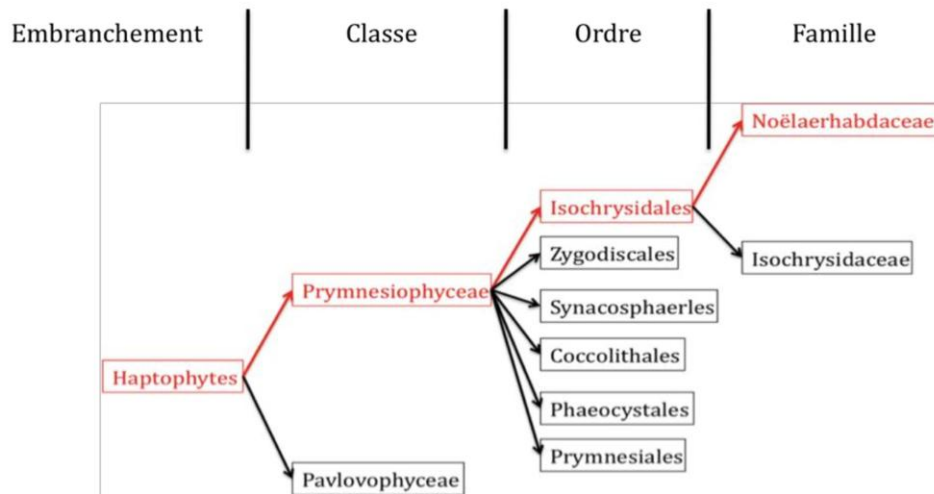 Embranchement Classe Ordre Famille
Noëlaerhabdaceae
Isochrysidales
Zygodiscales
Isochrysidaceae
Prymnesiophyceae
Synacosphaerles
Coccolithales
Haptophytes
Phaeocystales
Prymnesiales
Pavlovophyceae